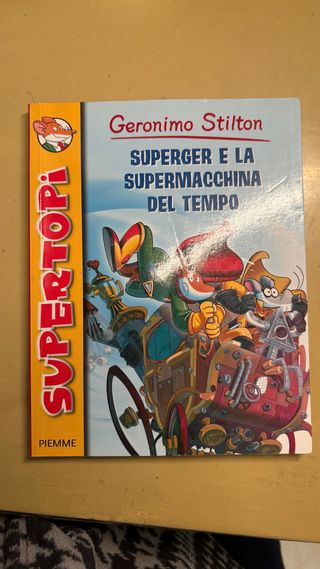 Geronimo Stilton
SUPERGER E LA
SUPERMACCHINA
DEL TEMPO
SUPERTOPI
PIEMME